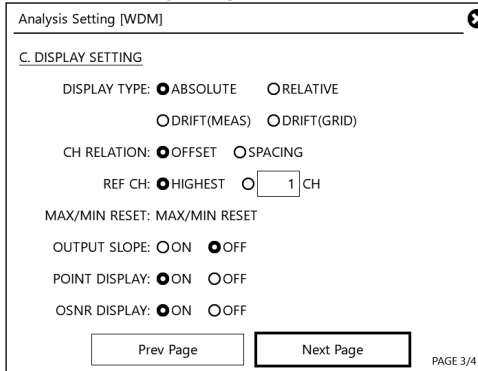 Analysis Setting [WDM]
C. DISPLAY SETTING
DISPLAY TYPE: ABSOLUTE RELATIVE
DRIFT(MEAS) DRIFT(GRID)
CH RELATION: OFFSET SPACING
REF CH: HIGHEST 1 CH
MAX/MIN RESET: MAX/MIN RESET
OUTPUT SLOPE: ON OFF
POINT DISPLAY: ON OFF
OSNR DISPLAY: ON OFF
Prev Page Next Page PAGE 3/4